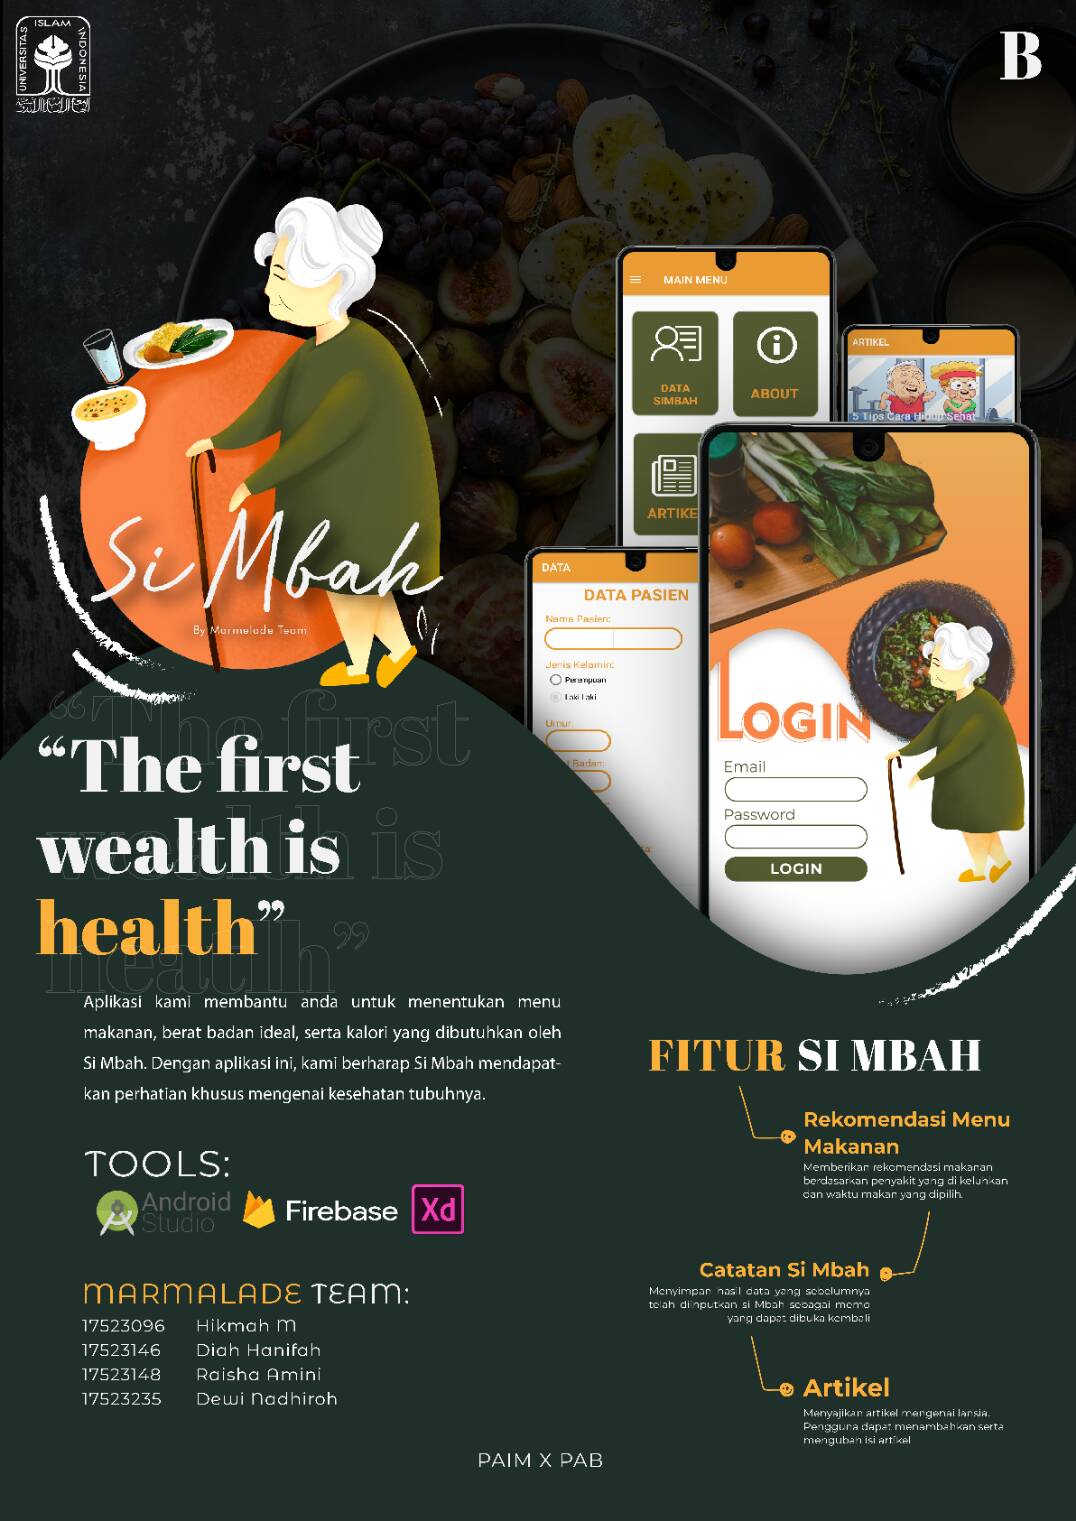 UNIVERSITAS ISLAM INDONESIA
B
MAIN MENU
DATA
SIMBAH
ABOUT
ARTIKE
ARTIKEL
5 Tips Cara Hidup Sehat
Si Mbah
By Marmelade Team
DATA
DATA PASIEN
Nama Pasien:
Jenis Kelamin:
Perempuan
Laki Laki
Umur:
Badan:
LOGIN
Email
Password
LOGIN
“The first
wealth is
health”
“The first
wealth is
health”
Aplikasi kami membantu anda untuk menentukan menu
makanan, berat badan ideal, serta kalori yang dibutuhkan oleh
Si Mbah. Dengan aplikasi ini, kami berharap Si Mbah mendapat-
kan perhatian khusus mengenai kesehatan tubuhnya.
TOOLS:
Android
Studio
Firebase
Xd
MARMALADE TEAM:
17523096 Hikmah M
17523146 Diah Hanifah
17523148 Raisha Amini
17523235 Dewi Nadhiroh
FITUR SI MBAH
Rekomendasi Menu
Makanan
Memberikan rekomendasi makanan
berdasarkan penyakit yang di keluhkan
dan waktu makan yang dipilih.
Catatan Si Mbah
Menyimpan hasil data yang sebelumnya
telah diinputkan si Mbah sebagai memo
yang dapat dibuka kembali
Artikel
Menyajikan artikel mengenai lansia.
Pengguna dapat menambahkan serta
mengubah isi artikel
PAIM X PAB